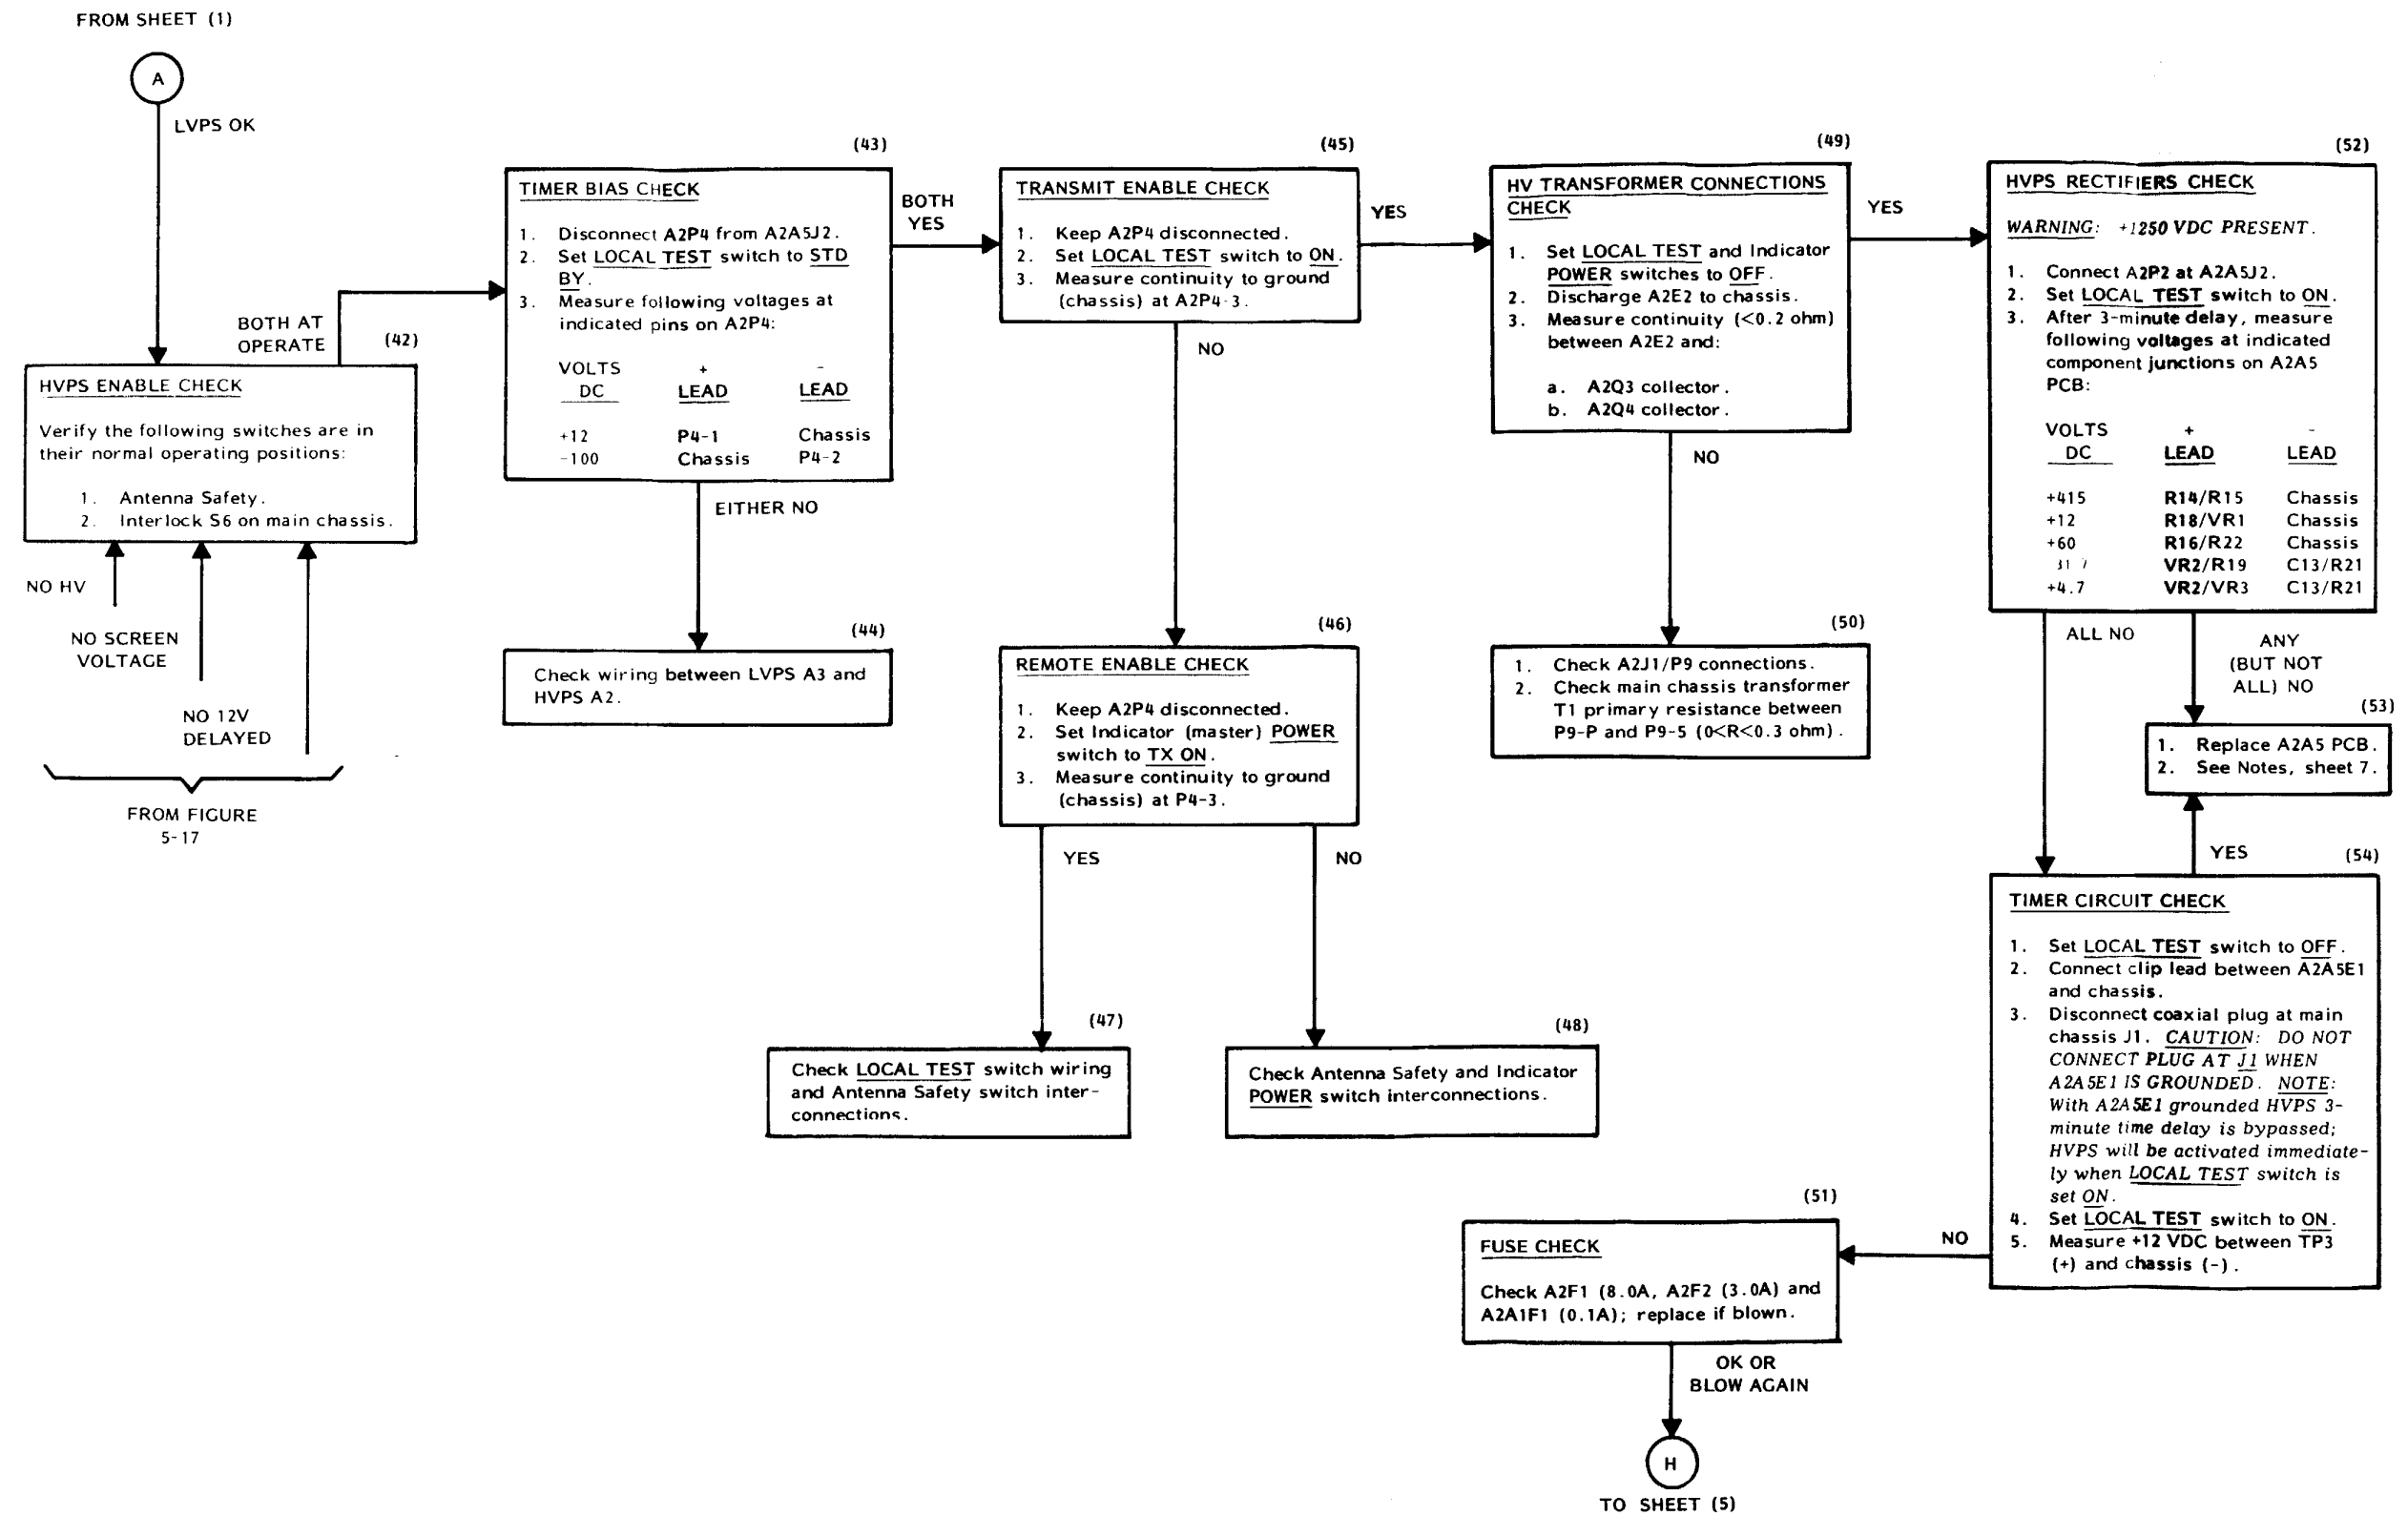 FROM SHEET (1)
A
LVPS OK
BOTH AT
OPERATE
(42)
HVPS ENABLE CHECK
Verify the following switches are in
their normal operating positions:
1. Antenna Safety.
2. Interlock S6 on main chassis.
NO HV
NO SCREEN
VOLTAGE
NO 12V
DELAYED
FROM FIGURE
5-17
(43)
TIMER BIAS CHECK
1. Disconnect A2P4 from A2A5J2.
2. Set LOCAL TEST switch to STD
BY.
3. Measure following voltages at
indicated pins on A2P4:
VOLTS + -
DC LEAD LEAD
+12 P4-1 Chassis
-100 Chassis P4-2
BOTH
YES
EITHER NO
(44)
Check wiring between LVPS A3 and
HVPS A2.
(45)
TRANSMIT ENABLE CHECK
1. Keep A2P4 disconnected.
2. Set LOCAL TEST switch to ON.
3. Measure continuity to ground
(chassis) at A2P4-3.
YES
NO
(46)
REMOTE ENABLE CHECK
1. Keep A2P4 disconnected.
2. Set Indicator (master) POWER
switch to TX ON.
3. Measure continuity to ground
(chassis) at P4-3.
YES
NO
(47)
Check LOCAL TEST switch wiring
and Antenna Safety switch inter-
connections.
(48)
Check Antenna Safety and Indicator
POWER switch interconnections.
(49)
HV TRANSFORMER CONNECTIONS
CHECK
1. Set LOCAL TEST and Indicator
POWER switches to OFF.
2. Discharge A2E2 to chassis.
3. Measure continuity (<0.2 ohm)
between A2E2 and:
a. A2Q3 collector.
b. A2Q4 collector.
YES
NO
(50)
1. Check A2J1/P9 connections.
2. Check main chassis transformer
T1 primary resistance between
P9-P and P9-5 (0<R<0.3 ohm).
(52)
HVPS RECTIFIERS CHECK
WARNING: +1250 VDC PRESENT.
1. Connect A2P2 at A2A5J2.
2. Set LOCAL TEST switch to ON.
3. After 3-minute delay, measure
following voltages at indicated
component junctions on A2A5
PCB:
VOLTS + -
DC LEAD LEAD
+415 R14/R15 Chassis
+12 R18/VR1 Chassis
+60 R16/R22 Chassis
VR2/R19 C13/R21
+4.7 VR2/VR3 C13/R21
ALL NO
ANY
(BUT NOT
ALL) NO
(53)
1. Replace A2A5 PCB.
2. See Notes, sheet 7.
YES
(54)
TIMER CIRCUIT CHECK
1. Set LOCAL TEST switch to OFF.
2. Connect clip lead between A2A5E1
and chassis.
3. Disconnect coaxial plug at main
chassis J1. CAUTION: DO NOT
CONNECT PLUG AT J1 WHEN
A2A5E1 IS GROUNDED. NOTE:
With A2A5E1 grounded HVPS 3-
minute time delay is bypassed;
HVPS will be activated immediate-
ly when LOCAL TEST switch is
set ON.
4. Set LOCAL TEST switch to ON.
5. Measure +12 VDC between TP3
(+) and chassis (-).
NO
(51)
FUSE CHECK
Check A2F1 (8.0A, A2F2 (3.0A) and
A2A1F1 (0.1A); replace if blown.
OK OR
BLOW AGAIN
H
TO SHEET (5)